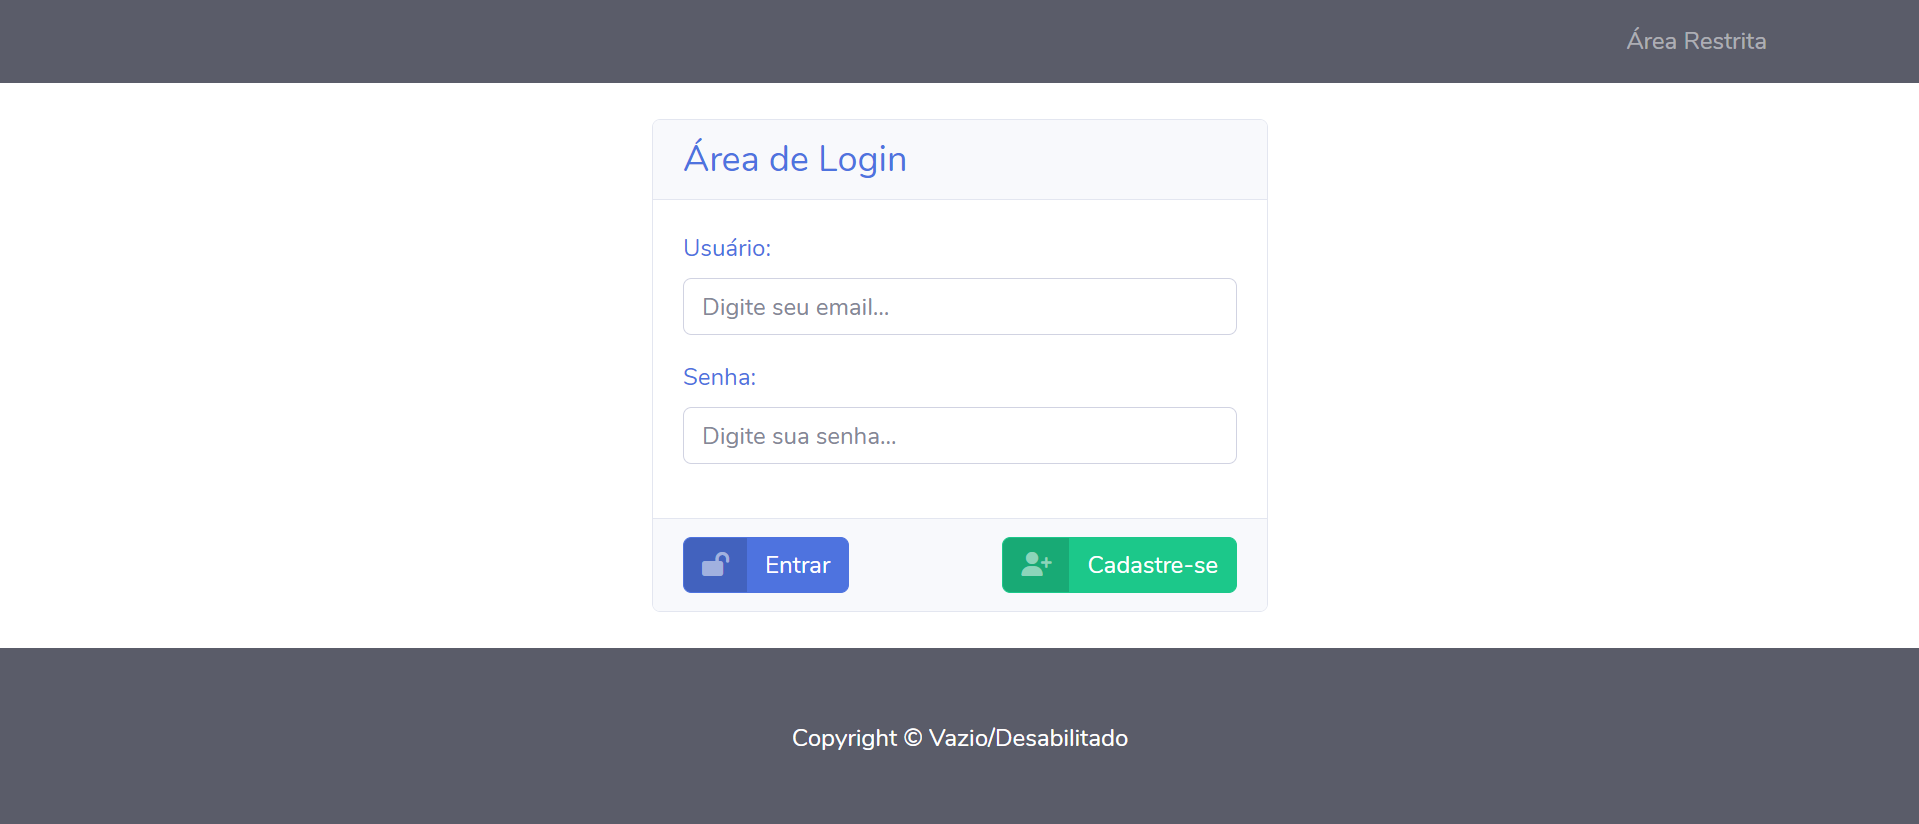 Área Restrita
Área de Login
Usuário:
Digite seu email...
Senha:
Digite sua senha...
Entrar
Cadastre-se
Copyright © Vazio/Desabilitado